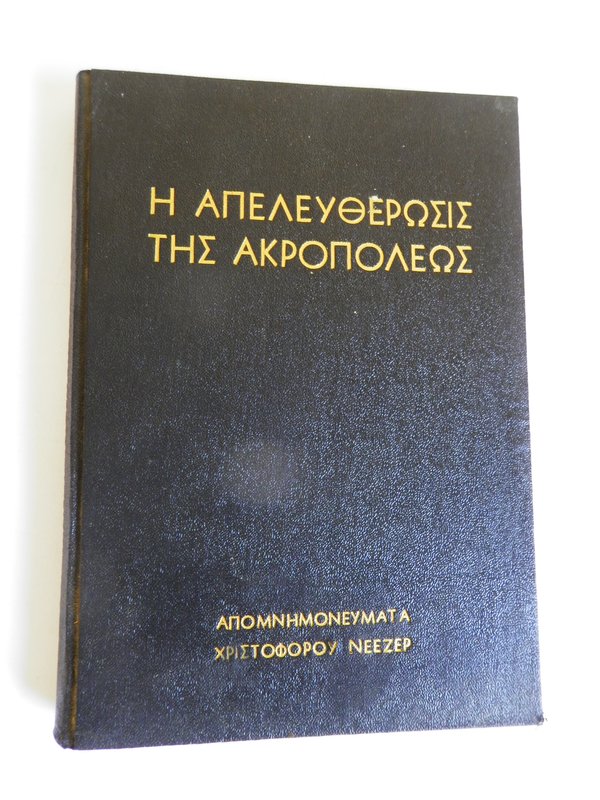 Η ΑΠΕΛΕΥΘΕΡΩΣΙΣ
ΤΗΣ ΑΚΡΟΠΟΛΕΩΣ
ΑΠΟΜΝΗΜΟΝΕΥΜΑΤΑ
ΧΡΙΣΤΟΦΟΡΟΥ ΝΕΕΖΕΡ